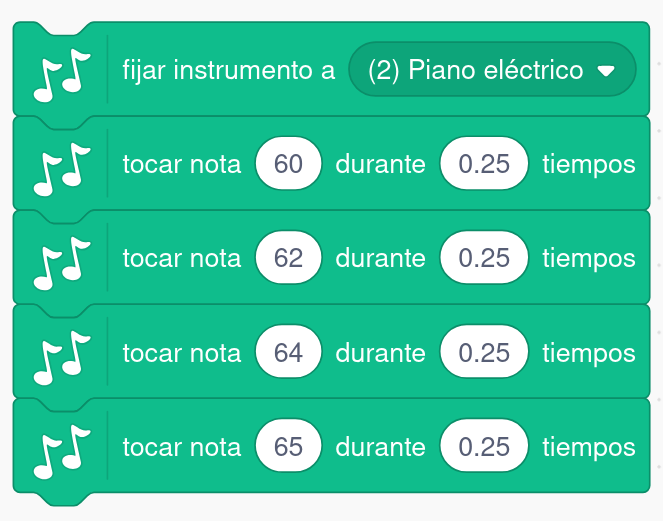 fijar instrumento a (2) Piano eléctrico
tocar nota 60 durante 0.25 tiempos
tocar nota 62 durante 0.25 tiempos
tocar nota 64 durante 0.25 tiempos
tocar nota 65 durante 0.25 tiempos